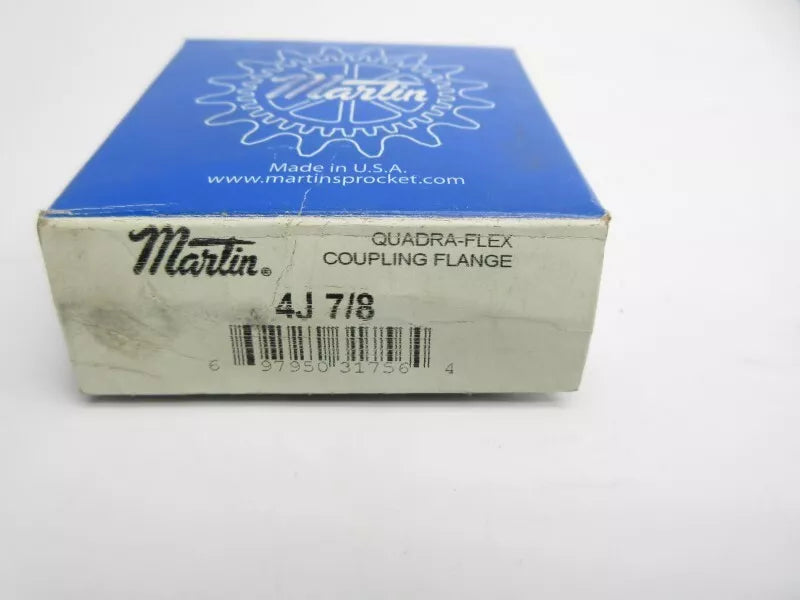 Martin
Made in U.S.A.
www.martinsprocket.com
Martin®
QUADRA-FLEX
COUPLING FLANGE
4J 7/8
6 97950 31756 4